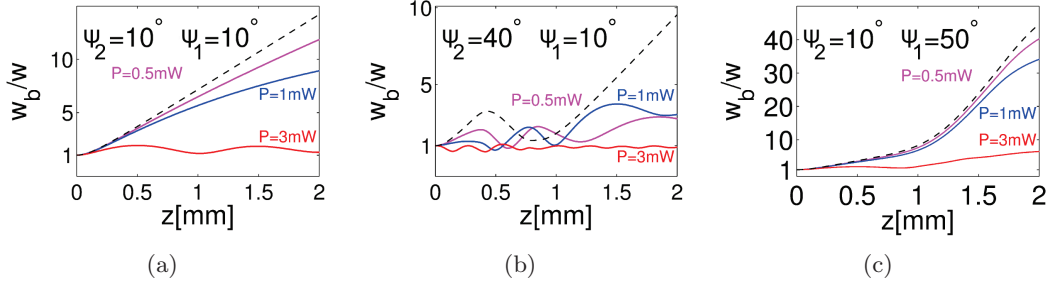 w_b/w
10
5
1
Ψ2=10° Ψ1=10°
P=0.5mW
P=1mW
P=3mW
0 0.5 1 1.5 2
z[mm]
(a)
w_b/w
10
5
1
Ψ2=40° Ψ1=10°
P=0.5mW
P=1mW
P=3mW
0 0.5 1 1.5 2
z[mm]
(b)
w_b/w
40
30
20
10
1
Ψ2=10° Ψ1=50°
P=0.5mW
P=1mW
P=3mW
0 0.5 1 1.5 2
z[mm]
(c)